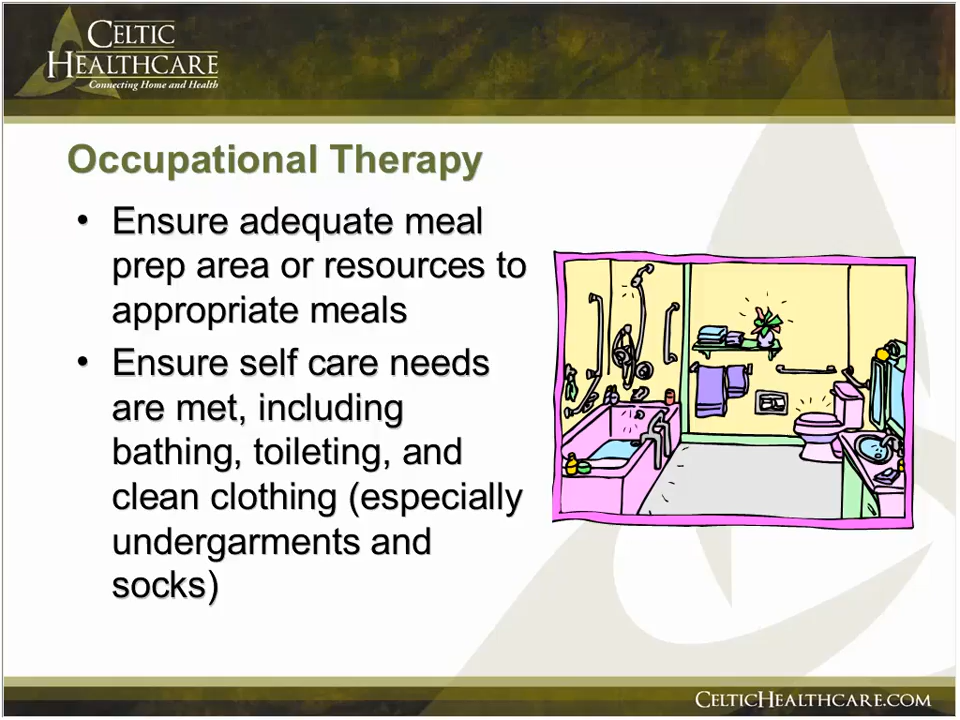 CELTIC
HEALTHCARE
Connecting Home and Health
Occupational Therapy
• Ensure adequate meal
prep area or resources to
appropriate meals
• Ensure self care needs
are met, including
bathing, toileting, and
clean clothing (especially
undergarments and
socks)
CELTICHEALTHCARE.COM